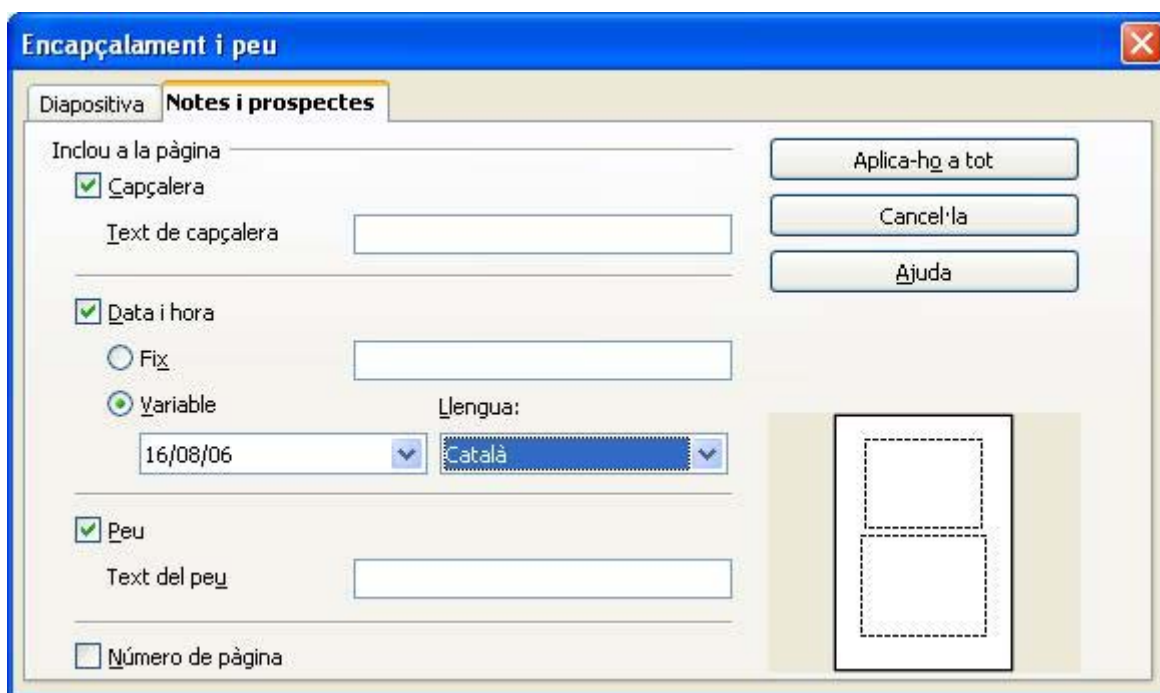 Encapçalament i peu
Diapositiva Notes i prospectes
Inclou a la pàgina
Capçalera
Text de capçalera
Data i hora
Fix
Variable Llengua:
16/08/06 Català
Peu
Text del peu
Número de pàgina
Aplica-ho a tot
Cancel·la
Ajuda